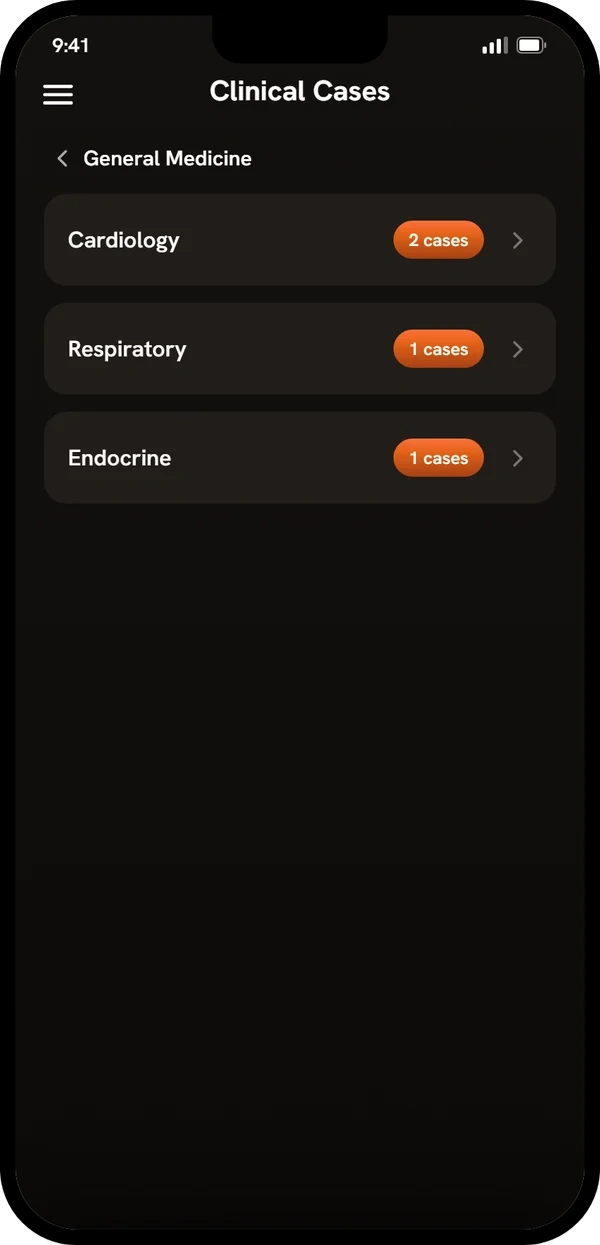 9:41
Clinical Cases
General Medicine
Cardiology 2 cases
Respiratory 1 cases
Endocrine 1 cases